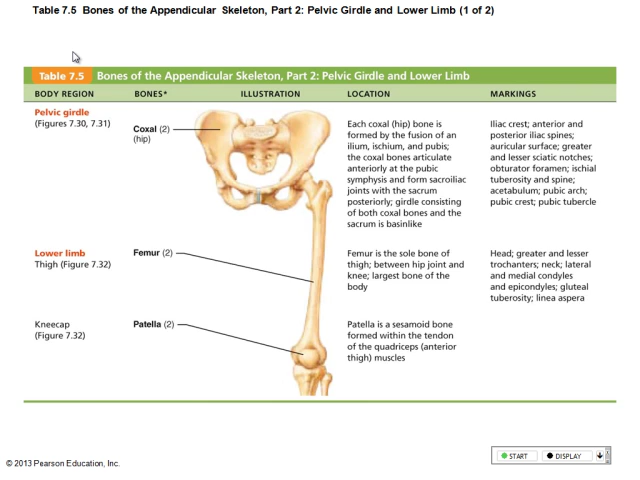 Table 7.5 Bones of the Appendicular Skeleton, Part 2: Pelvic Girdle and Lower Limb (1 of 2)
Table 7.5 Bones of the Appendicular Skeleton, Part 2: Pelvic Girdle and Lower Limb
BODY REGION BONES* ILLUSTRATION LOCATION MARKINGS
Pelvic girdle
(Figures 7.30, 7.31)
Coxal (2)
(hip)
Each coxal (hip) bone is
formed by the fusion of an
ilium, ischium, and pubis;
the coxal bones articulate
anteriorly at the pubic
symphysis and form sacroiliac
joints with the sacrum
posteriorly; girdle consisting
of both coxal bones and the
sacrum is basinlike
Iliac crest; anterior and
posterior iliac spines;
auricular surface; greater
and lesser sciatic notches;
obturator foramen; ischial
tuberosity and spine;
acetabulum; pubic arch;
pubic crest; pubic tubercle
Lower limb
Thigh (Figure 7.32)
Femur (2)
Femur is the sole bone of
thigh; between hip joint and
knee; largest bone of the
body
Head; greater and lesser
trochanters; neck; lateral
and medial condyles
and epicondyles; gluteal
tuberosity; linea aspera
Kneecap
(Figure 7.32)
Patella (2)
Patella is a sesamoid bone
formed within the tendon
of the quadriceps (anterior
thigh) muscles
START DISPLAY
© 2013 Pearson Education, Inc.